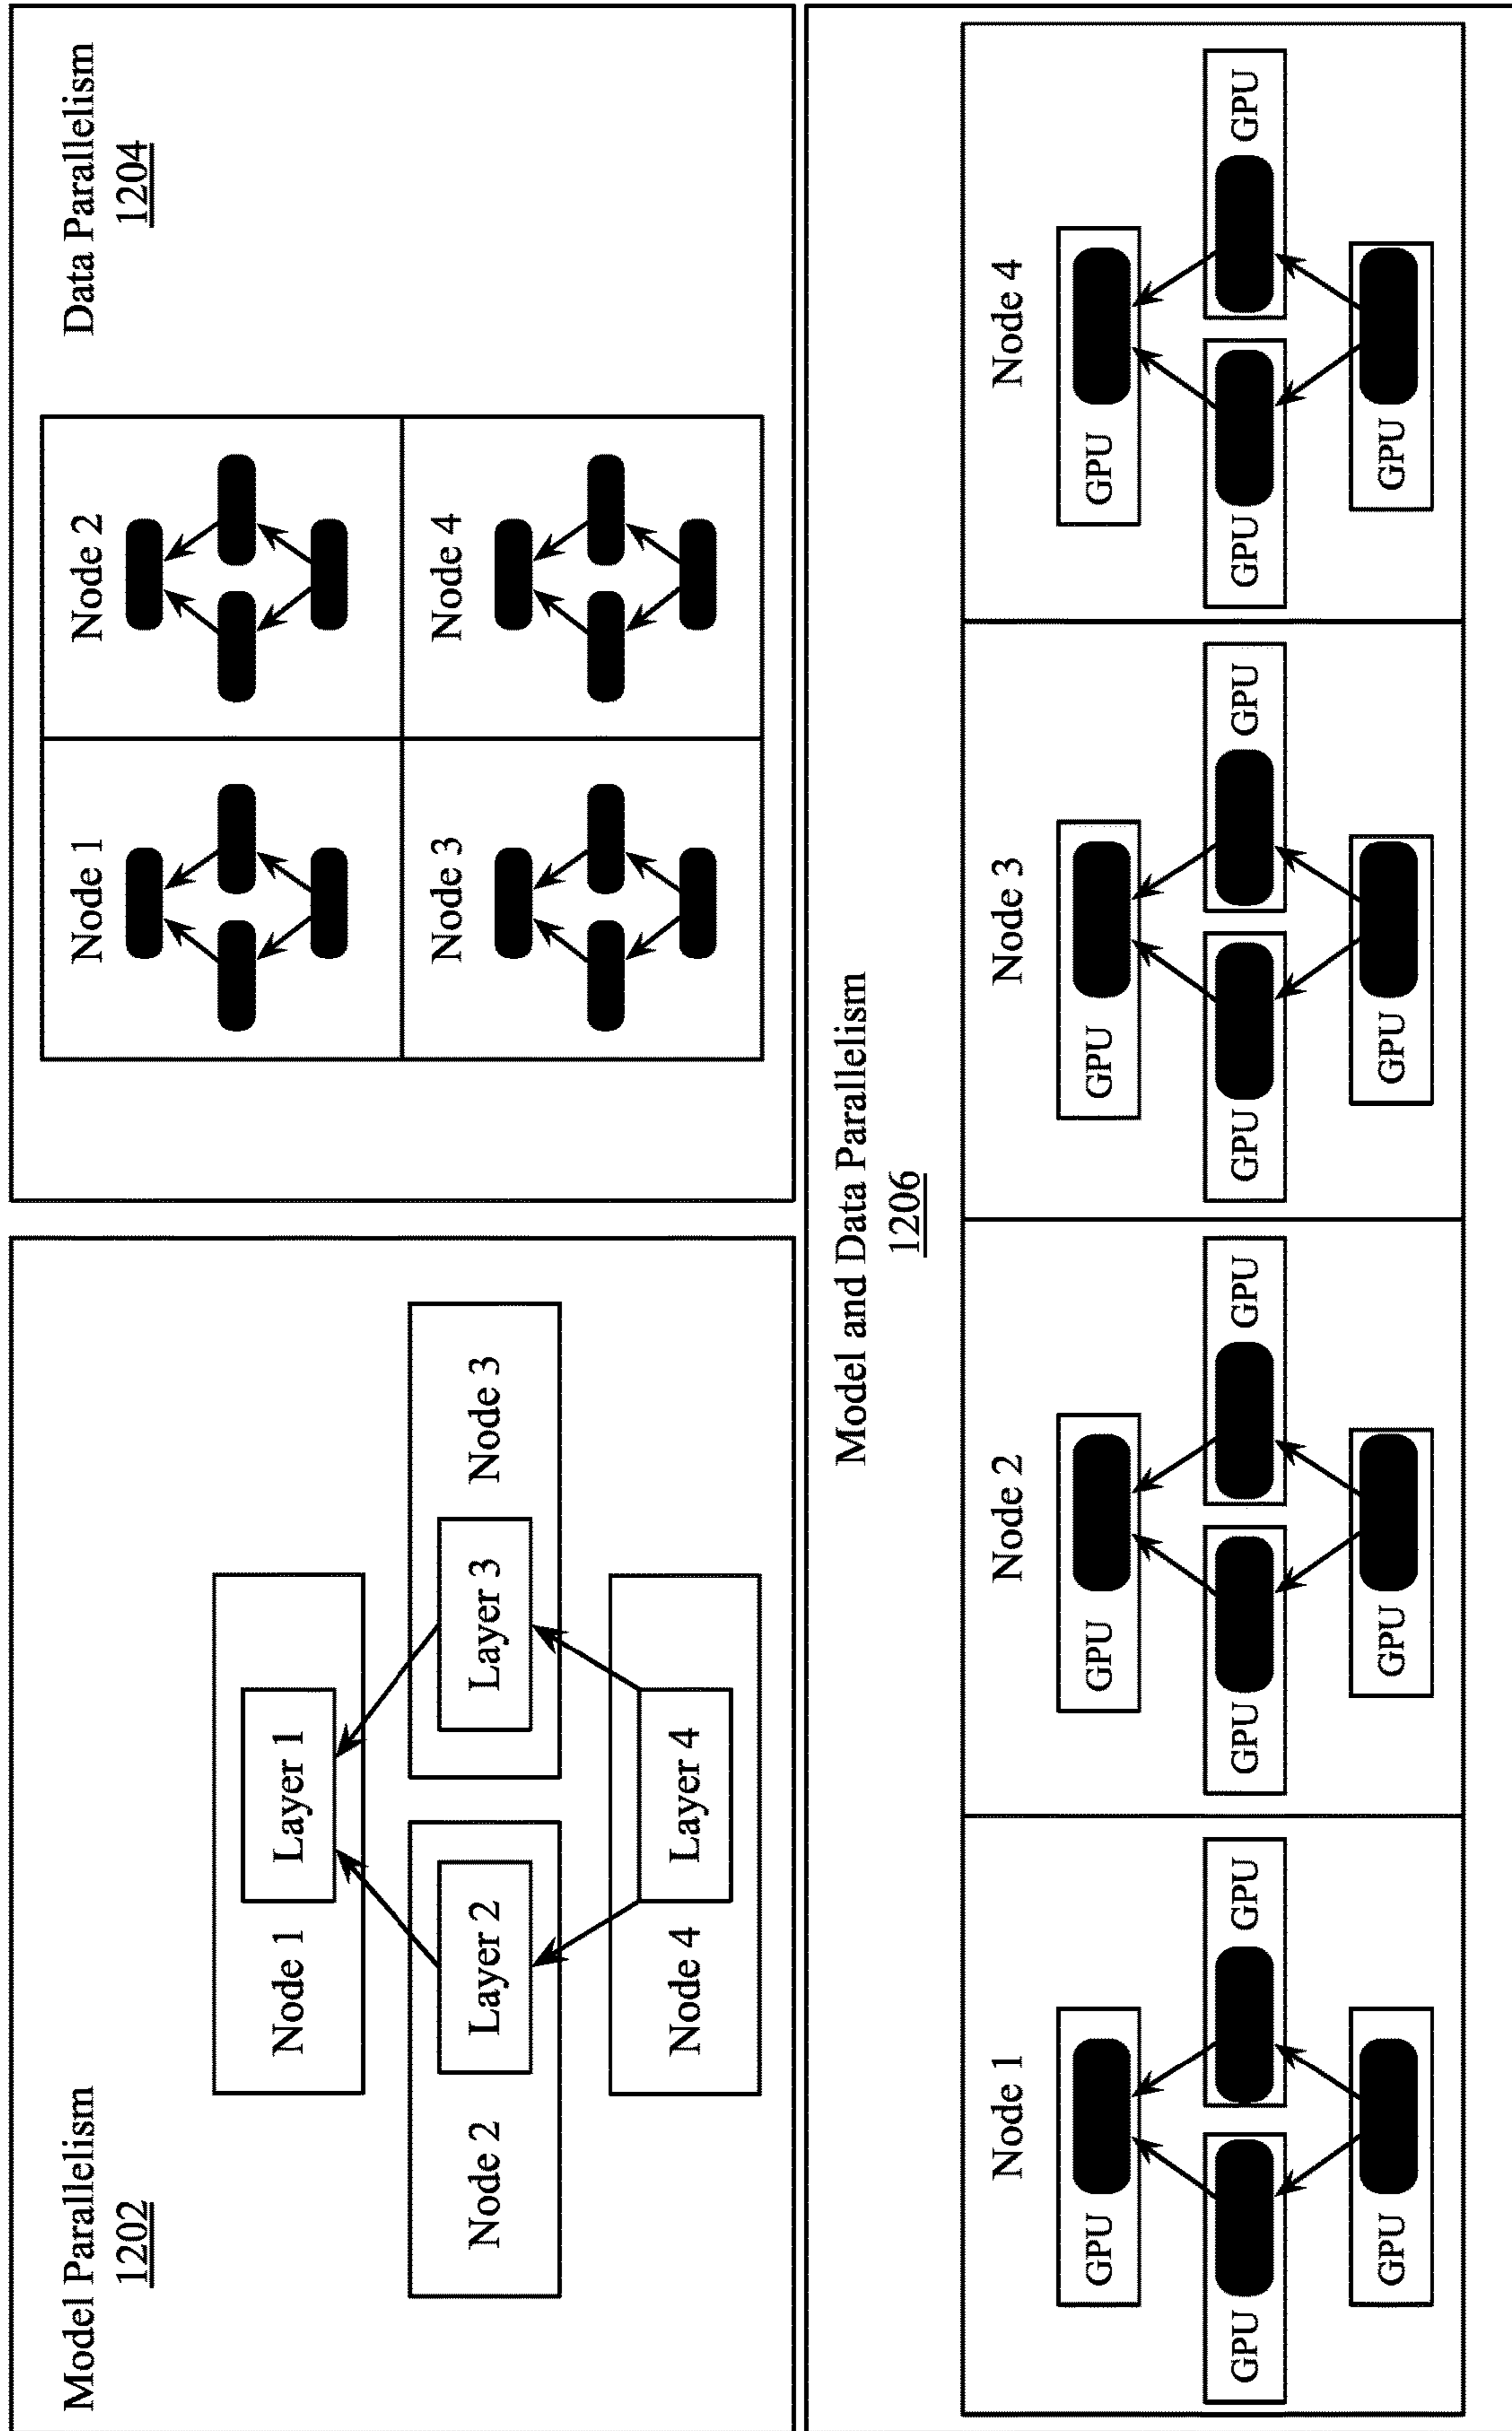 Model Parallelism
1202
Node 1
Layer 1
Node 2
Layer 2
Layer 3
Node 3
Node 4
Layer 4
Data Parallelism
1204
Node 1
Node 2
Node 3
Node 4
Model and Data Parallelism
1206
Node 1
GPU
GPU
GPU
GPU
Node 2
GPU
GPU
GPU
GPU
Node 3
GPU
GPU
GPU
GPU
Node 4
GPU
GPU
GPU
GPU